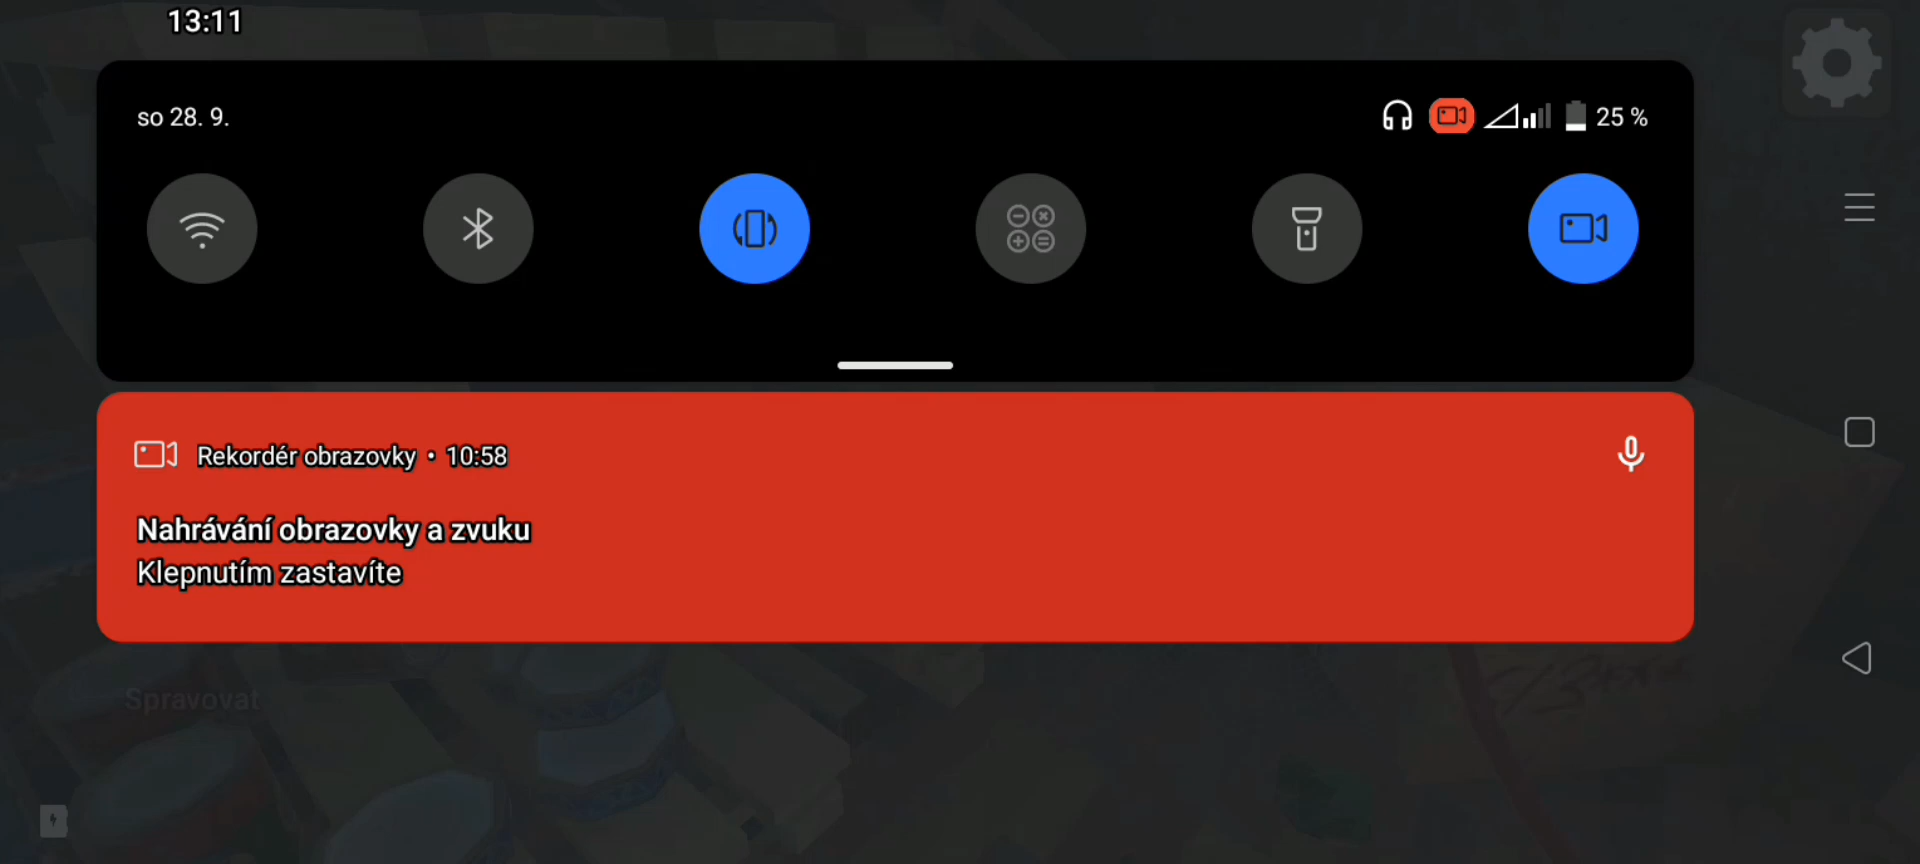 13:11
so 28. 9.
25 %
Rekordér obrazovky • 10:58
Nahrávání obrazovky a zvuku
Klepnutím zastavíte
Spravovat